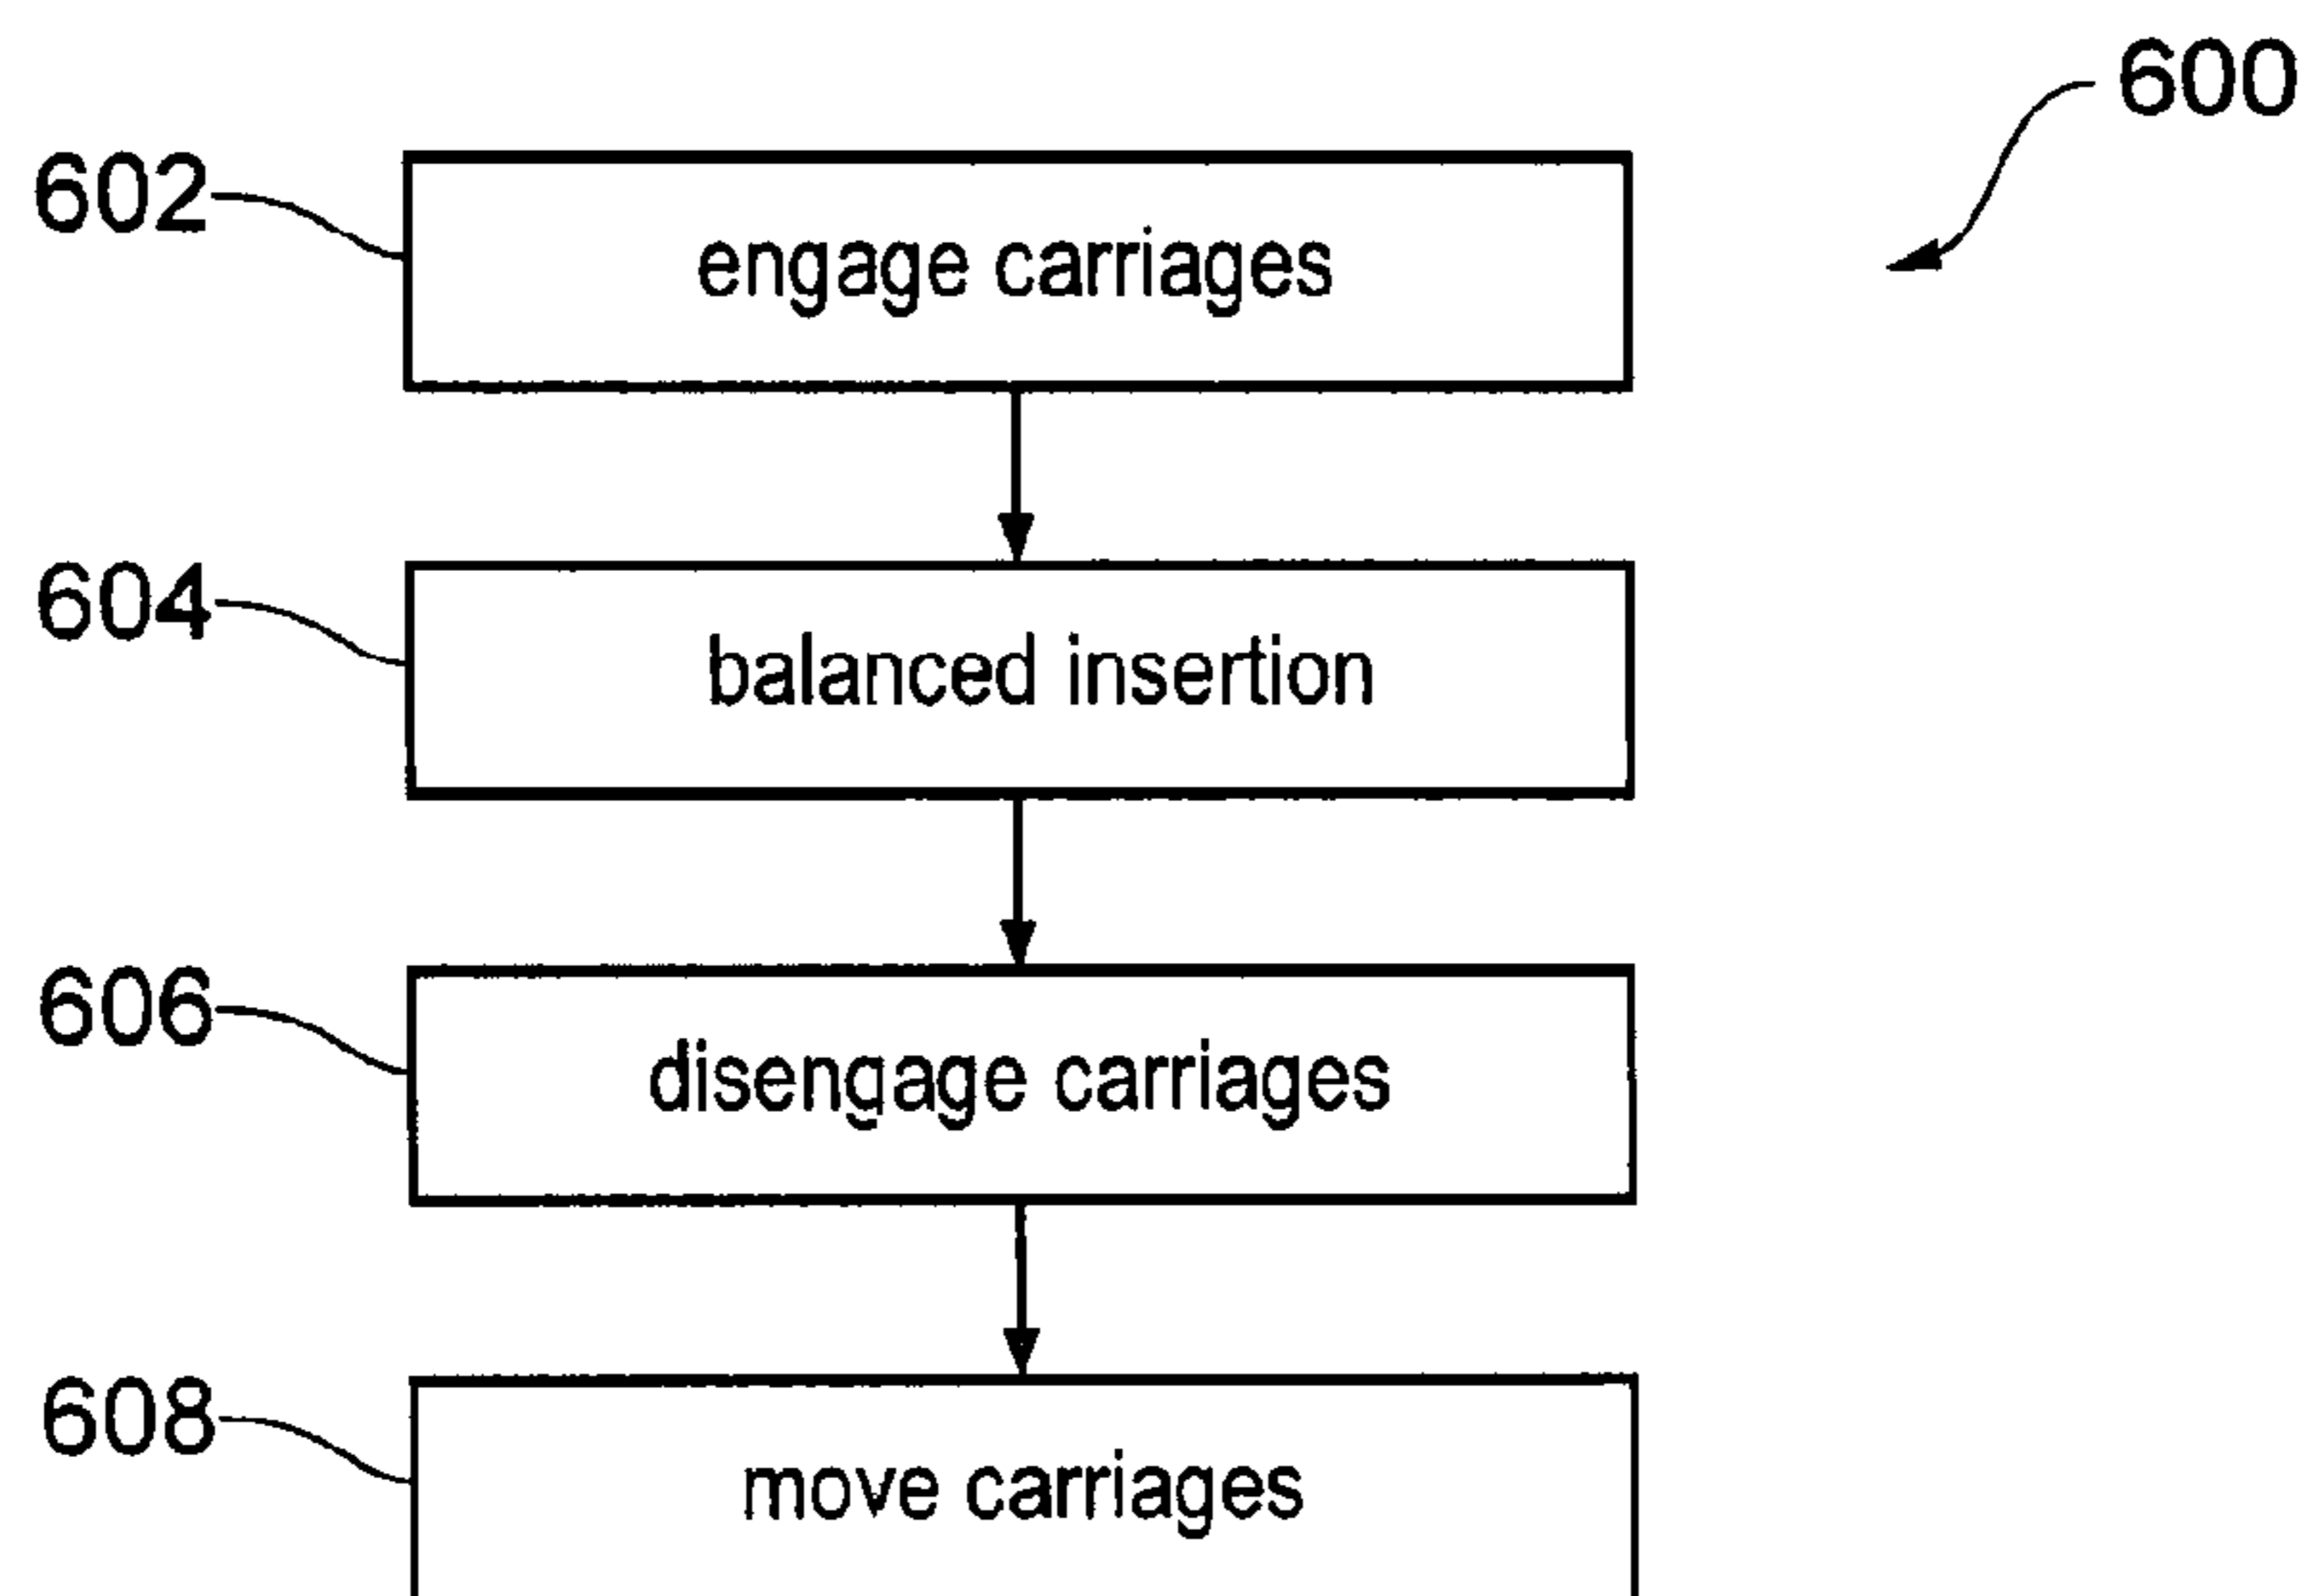 600
602
engage carriages
604
balanced insertion
606
disengage carriages
608
move carriages